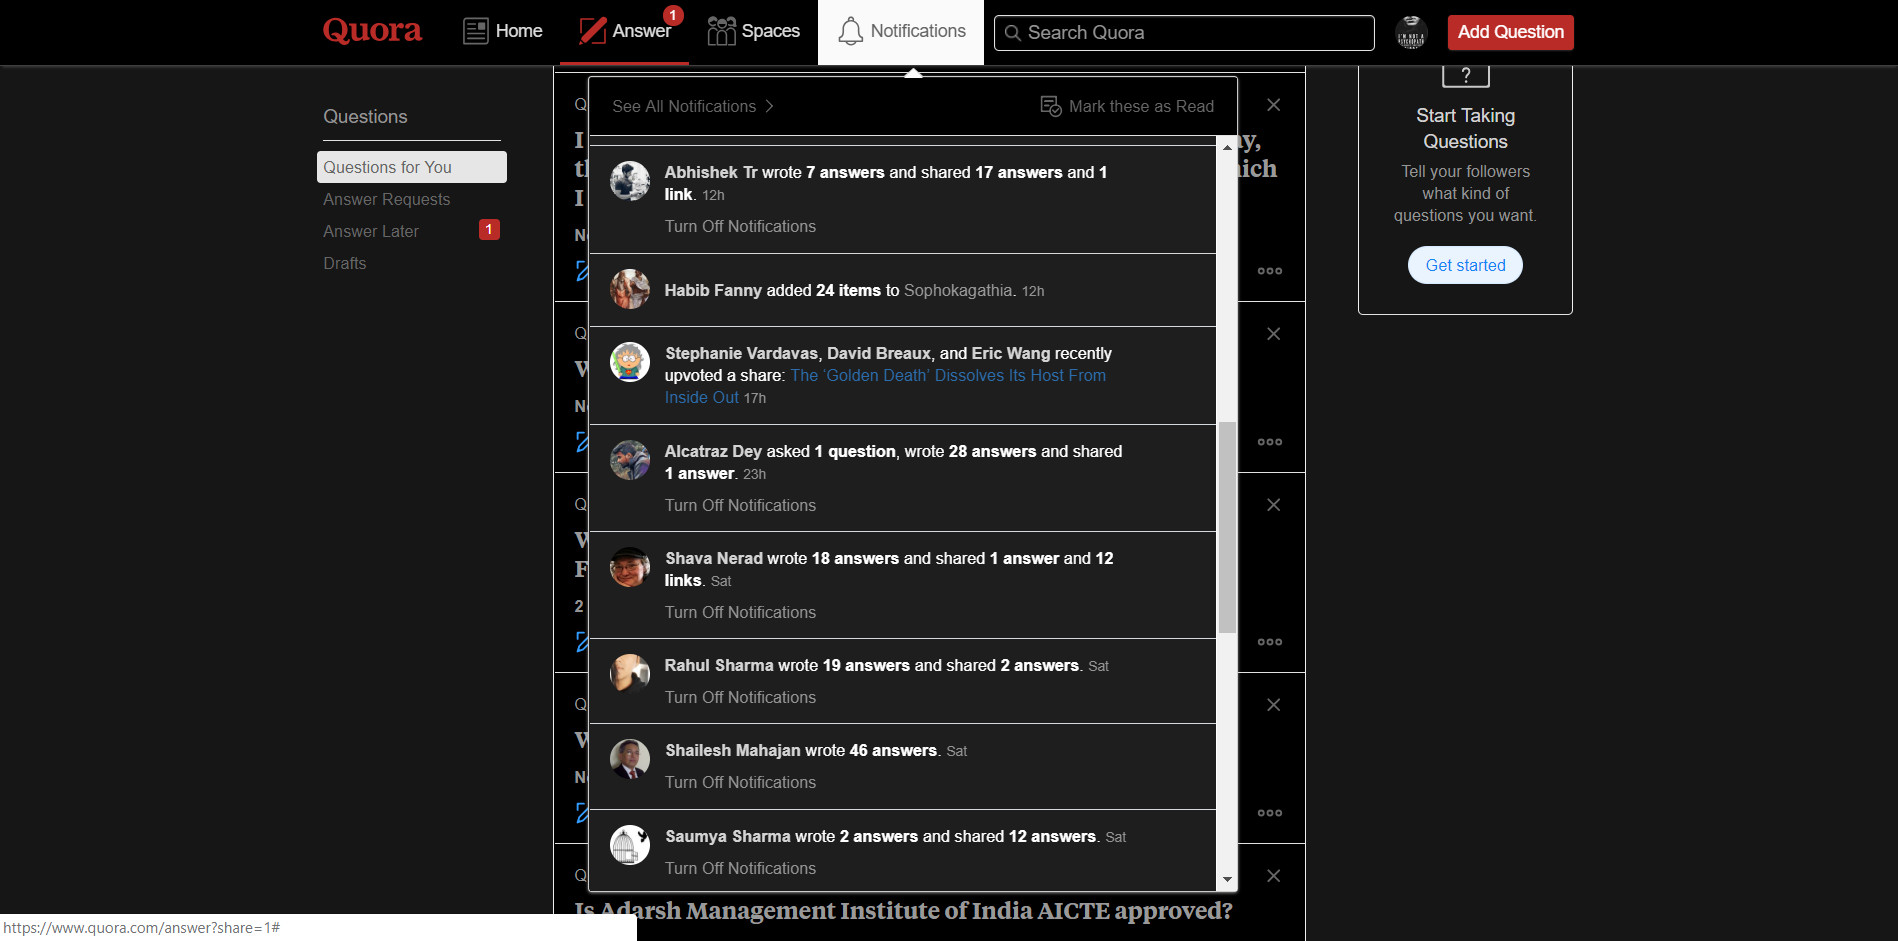 Quora
Home
Answer
1
Spaces
Notifications
Search Quora
Add Question
Questions
Questions for You
Answer Requests
Answer Later
1
Drafts
See All Notifications
Mark these as Read
Abhishek Tr wrote 7 answers and shared 17 answers and 1
link. 12h
Turn Off Notifications
Habib Fanny added 24 items to Sophokagathia. 12h
Stephanie Vardavas, David Breaux, and Eric Wang recently
upvoted a share: The ‘Golden Death’ Dissolves Its Host From
Inside Out 17h
Alcatraz Dey asked 1 question, wrote 28 answers and shared
1 answer. 23h
Turn Off Notifications
Shava Nerad wrote 18 answers and shared 1 answer and 12
links. Sat
Turn Off Notifications
Rahul Sharma wrote 19 answers and shared 2 answers. Sat
Turn Off Notifications
Shailesh Mahajan wrote 46 answers. Sat
Turn Off Notifications
Saumya Sharma wrote 2 answers and shared 12 answers. Sat
Turn Off Notifications
Is Adarsh Management Institute of India AICTE approved?
?
Start Taking
Questions
Tell your followers
what kind of
questions you want.
Get started
https://www.quora.com/answer?share=1#